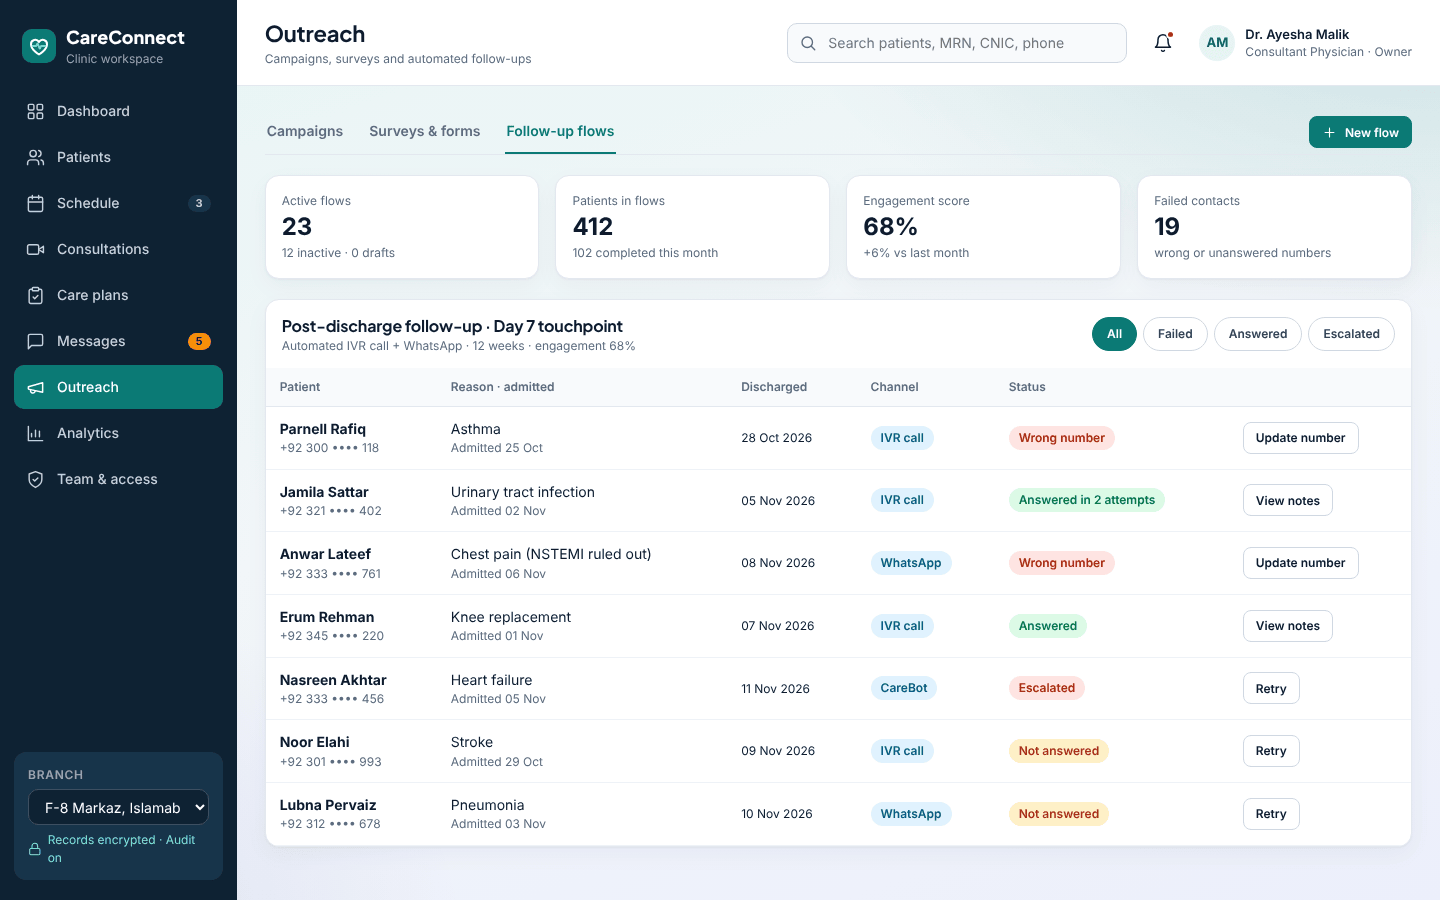 CareConnect
Clinic workspace
Dashboard
Patients
Schedule 3
Consultations
Care plans
Messages 5
Outreach
Analytics
Team & access
BRANCH
F-8 Markaz, Islamab
Records encrypted · Audit
on
Outreach
Campaigns, surveys and automated follow-ups
Search patients, MRN, CNIC, phone
AM
Dr. Ayesha Malik
Consultant Physician · Owner
Campaigns Surveys & forms Follow-up flows
New flow
Active flows
23
12 inactive · 0 drafts
Patients in flows
412
102 completed this month
Engagement score
68%
+6% vs last month
Failed contacts
19
wrong or unanswered numbers
Post-discharge follow-up · Day 7 touchpoint
Automated IVR call + WhatsApp · 12 weeks · engagement 68%
All Failed Answered Escalated
Patient Reason · admitted Discharged Channel Status
Parnell Rafiq Asthma
+92 300 •••• 118 Admitted 25 Oct
28 Oct 2026 IVR call Wrong number Update number
Jamila Sattar Urinary tract infection
+92 321 •••• 402 Admitted 02 Nov
05 Nov 2026 IVR call Answered in 2 attempts View notes
Anwar Lateef Chest pain (NSTEMI ruled out)
+92 333 •••• 761 Admitted 06 Nov
08 Nov 2026 WhatsApp Wrong number Update number
Erum Rehman Knee replacement
+92 345 •••• 220 Admitted 01 Nov
07 Nov 2026 IVR call Answered View notes
Nasreen Akhtar Heart failure
+92 333 •••• 456 Admitted 05 Nov
11 Nov 2026 CareBot Escalated Retry
Noor Elahi Stroke
+92 301 •••• 993 Admitted 29 Oct
09 Nov 2026 IVR call Not answered Retry
Lubna Pervaiz Pneumonia
+92 312 •••• 678 Admitted 03 Nov
10 Nov 2026 WhatsApp Not answered Retry